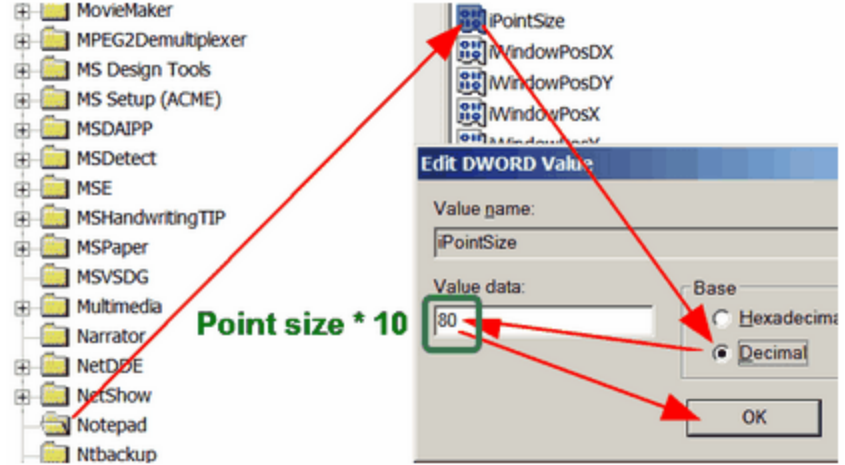 MovieMaker
MPEG2Demultiplexer
MS Design Tools
MS Setup (ACME)
MSDAIPP
MSDetect
MSE
MSHandwritingTIP
MSPaper
MSVSDG
Multimedia
Narrator
NetDDE
NetShow
Notepad
Ntbackup
Point size * 10
iPointSize
iWindowPosDX
iWindowPosDY
iWindowPosX
iWindowPosY
Edit DWORD Value
Value name:
iPointSize
Value data:
80
Base
Hexadecima
Decimal
OK